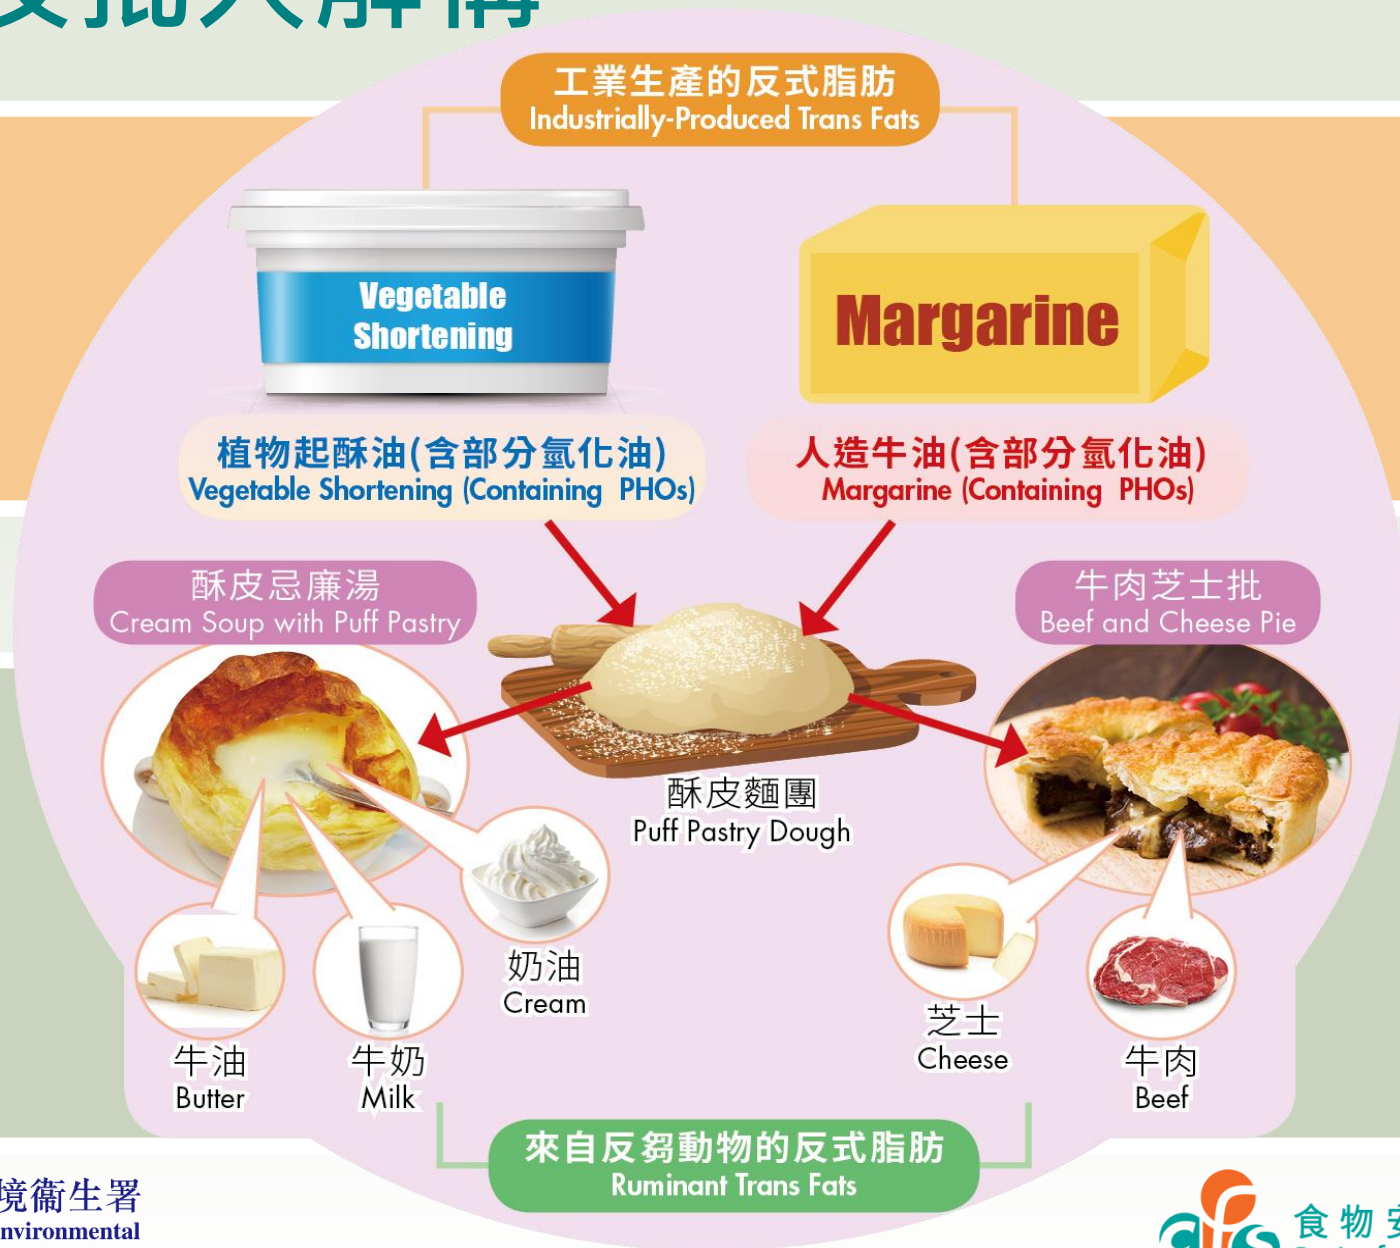 工業生產的反式脂肪
Industrially-Produced Trans Fats
Vegetable
Shortening
Margarine
植物起酥油(含部分氫化油)
Vegetable Shortening (Containing PHOs)
人造牛油(含部分氫化油)
Margarine (Containing PHOs)
酥皮忌廉湯
Cream Soup with Puff Pastry
牛肉芝士批
Beef and Cheese Pie
酥皮麵團
Puff Pastry Dough
奶油
Cream
芝士
Cheese
牛油
Butter
牛奶
Milk
牛肉
Beef
來自反芻動物的反式脂肪
Ruminant Trans Fats
境衞生署
nvironmental
cfs
食物安